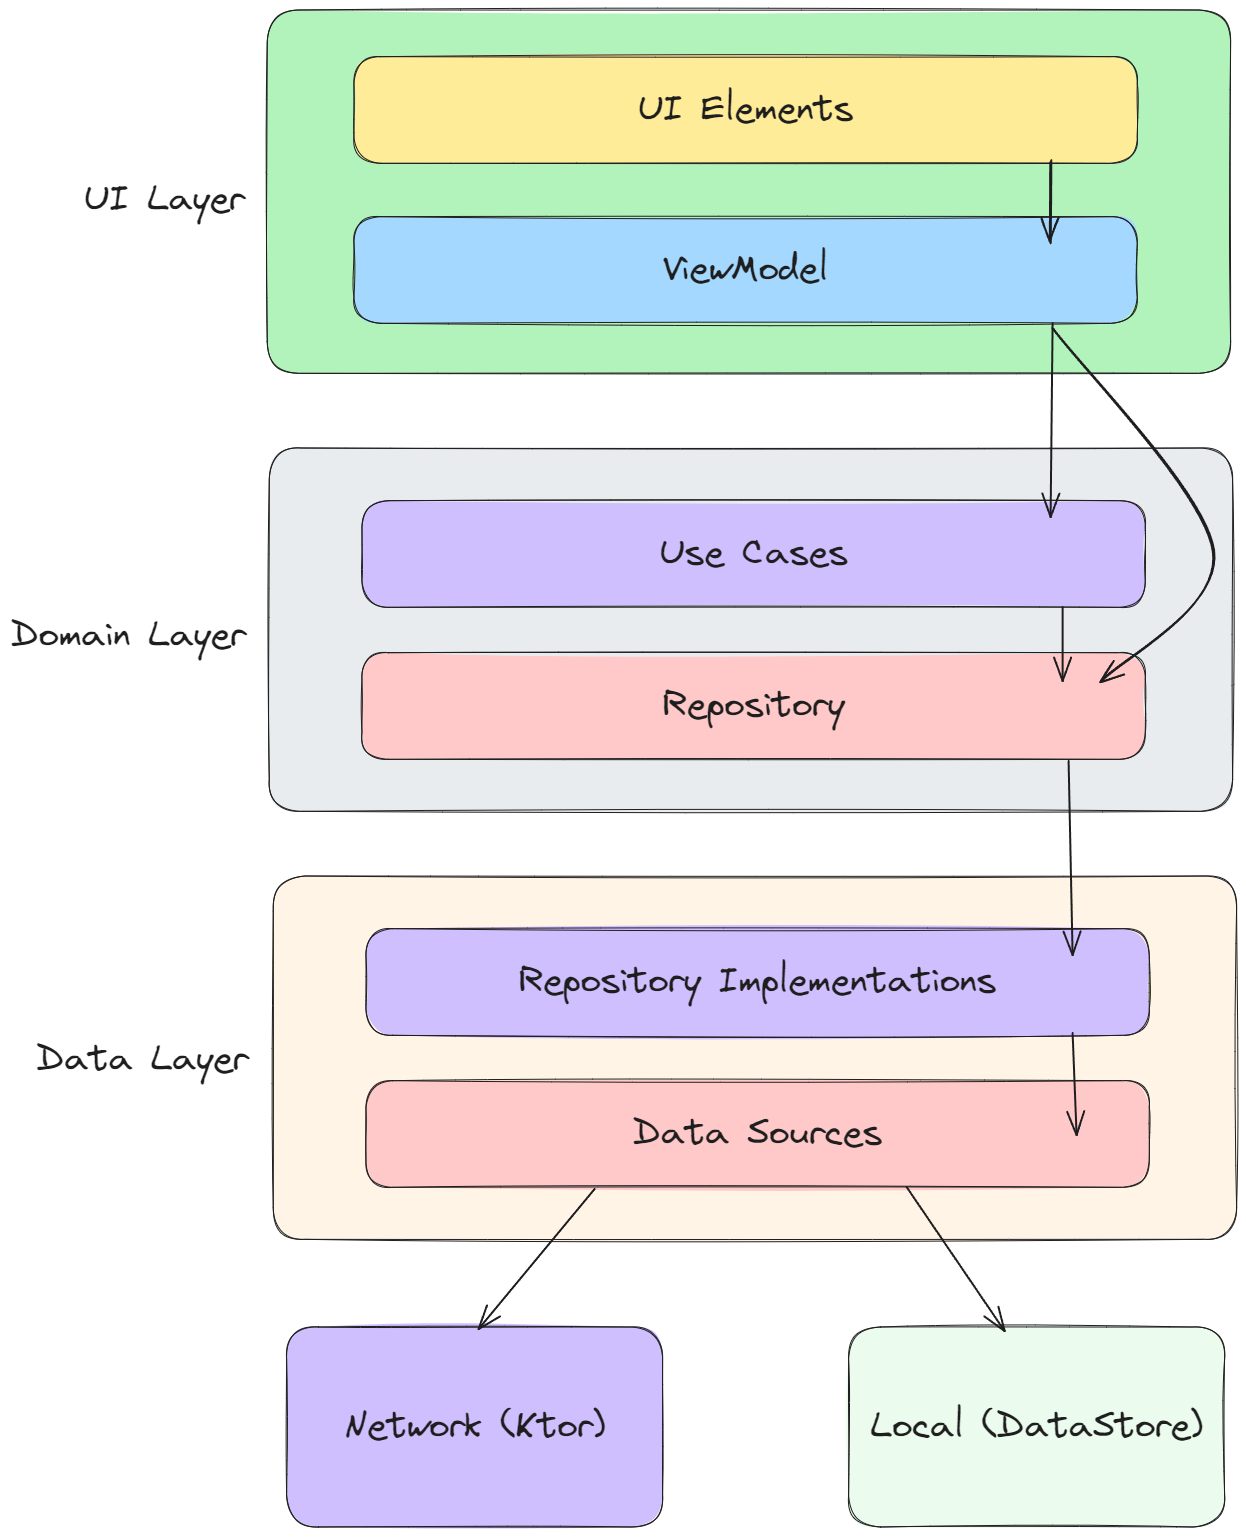 UI Elements
UI Layer
ViewModel
Use Cases
Domain Layer
Repository
Repository Implementations
Data Layer
Data Sources
Network (Ktor)
Local (DataStore)